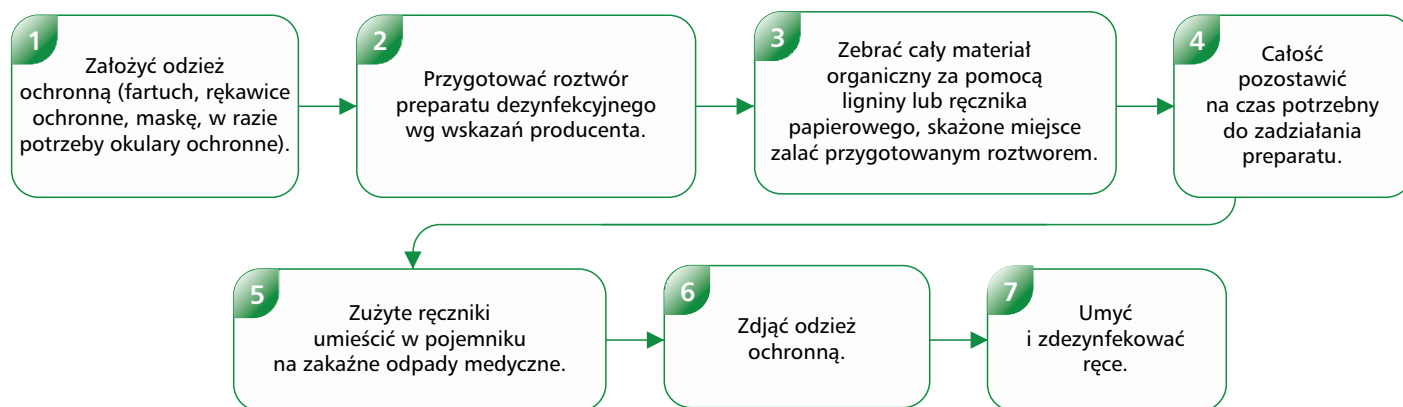 1
Założyć odzież
ochronną (fartuch, rękawice
ochronne, maskę, w razie
potrzeby okulary ochronne).
2
Przygotować roztwór
preparatu dezynfekcyjnego
wg wskazań producenta.
3
Zebrać cały materiał
organiczny za pomocą
ligniny lub ręcznika
papierowego, skażone miejsce
zalać przygotowanym roztworem.
4
Całość
pozostawić
na czas potrzebny
do zadziałania
preparatu.
5
Zużyte ręczniki
umieścić w pojemniku
na zakaźne odpady medyczne.
6
Zdjąć odzież
ochronną.
7
Umyć
i zdezynfekować
ręce.